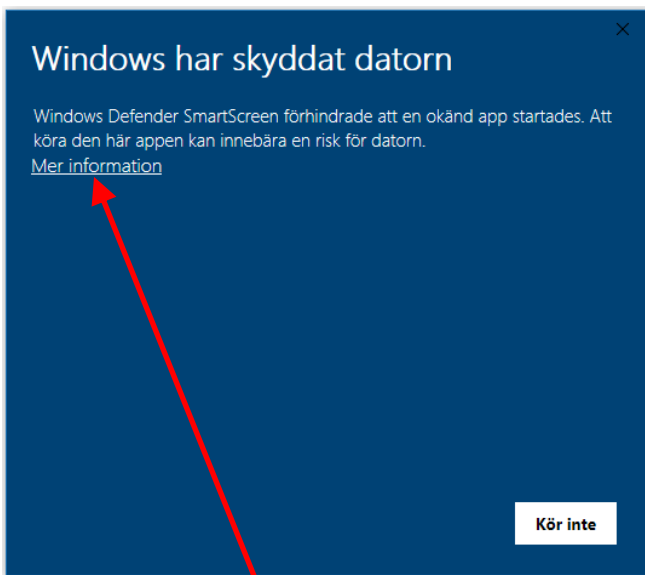 Windows har skyddat datorn
Windows Defender SmartScreen förhindrade att en okänd app startades. Att
köra den här appen kan innebära en risk för datorn.
Mer information
Kör inte